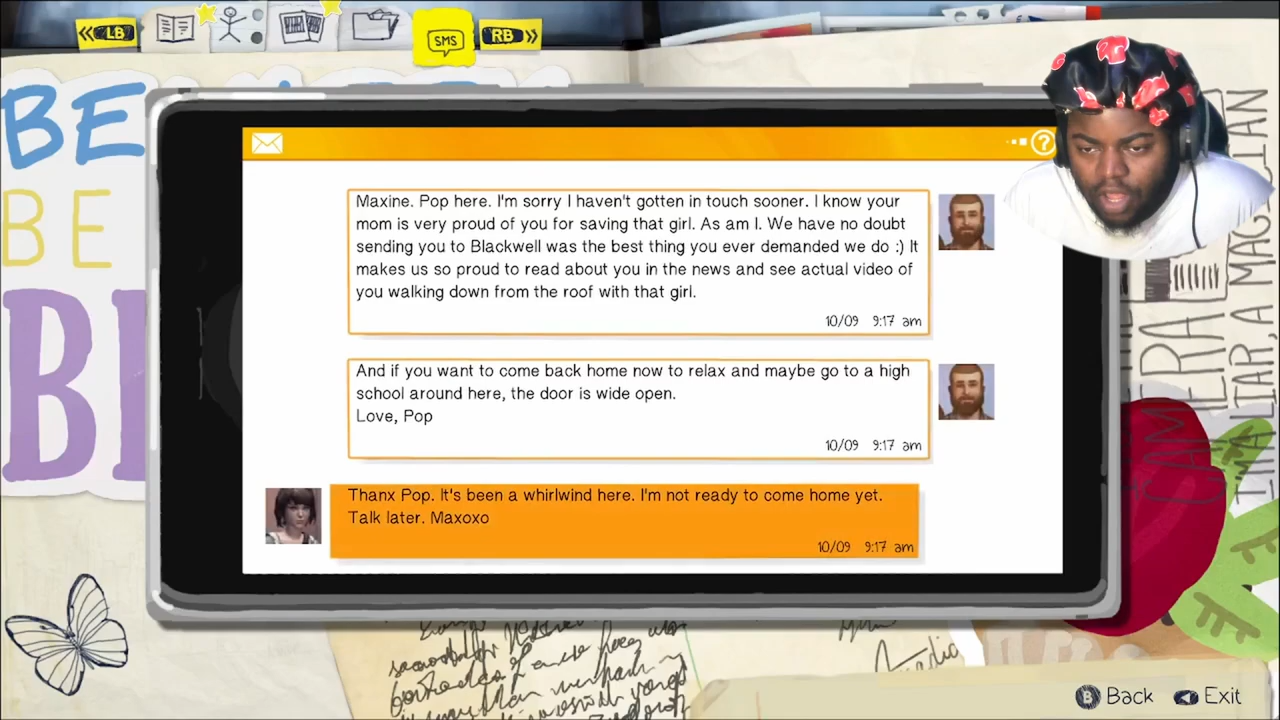 LB
SMS
RB
BE
BE
Maxine. Pop here. I'm sorry I haven't gotten in touch sooner. I know your
mom is very proud of you for saving that girl. As am I. We have no doubt
sending you to Blackwell was the best thing you ever demanded we do :) It
makes us so proud to read about you in the news and see actual video of
you walking down from the roof with that girl.
10/09 9:17 am
And if you want to come back home now to relax and maybe go to a high
school around here, the door is wide open.
Love, Pop
10/09 9:17 am
Thanx Pop. It's been a whirlwind here. I'm not ready to come home yet.
Talk later. Maxoxo
10/09 9:17 am
CAMERA
LIAR, A MAGICIAN
B Back
Exit